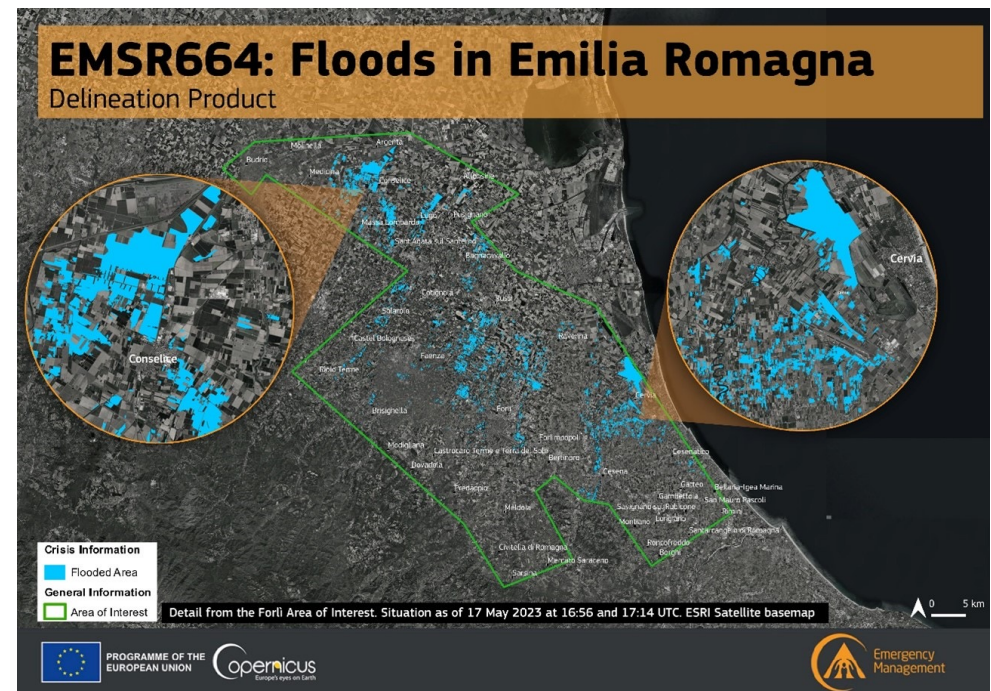 EMSR664: Floods in Emilia Romagna
Delineation Product
Molinella
Argenta
Budrio
Medicina
Conselice
Alfonsine
Massa Lombarda
Lugo
Fusignano
Sant'Agata sul Santerno
Bagnacavallo
Cotignola
Russi
Solarolo
Castel Bolognese
Ravenna
Faenza
Riolo Terme
Cervia
Brisighella
Forlì
Forlimpopoli
Modigliana
Castrocaro Terme e Terra del Sole
Bertinoro
Cesenatico
Dovadola
Cesena
Predappio
Gatteo
Bellaria-Igea Marina
Gambettola
San Mauro Pascoli
Meldola
Savignano sul Rubicone
Rimini
Montiano
Longiano
Santarcangelo di Romagna
Roncofreddo
Borghi
Civitella di Romagna
Mercato Saraceno
Sarsina
Conselice
Cervia
Crisis Information
Flooded Area
General Information
Area of Interest
Detail from the Forlì Area of Interest. Situation as of 17 May 2023 at 16:56 and 17:14 UTC. ESRI Satellite basemap
0 5 km
PROGRAMME OF THE
EUROPEAN UNION
Copernicus
Europe's eyes on Earth
Emergency
Management